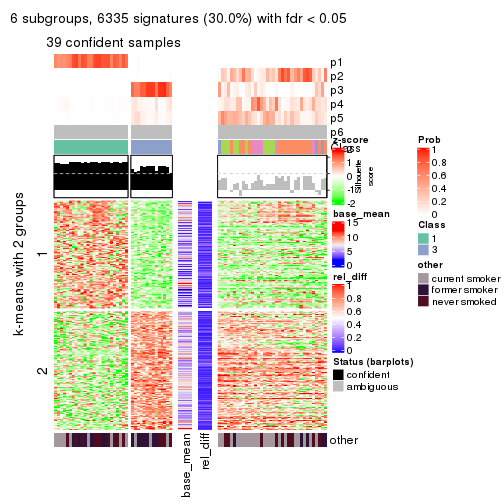 6 subgroups, 6335 signatures (30.0%) with fdr < 0.05
39 confident samples
p1
p2
p3
p4
p5
p6
Class
Silhouette
score
k-means with 2 groups
1
2
base_mean
rel_diff
other
z-score
2
1
0
-1
-2
base_mean
15
10
5
0
rel_diff
1
0.8
0.6
0.4
0.2
0
Status (barplots)
confident
ambiguous
Prob
1
0.8
0.6
0.4
0.2
0
Class
1
3
other
current smoker
former smoker
never smoked